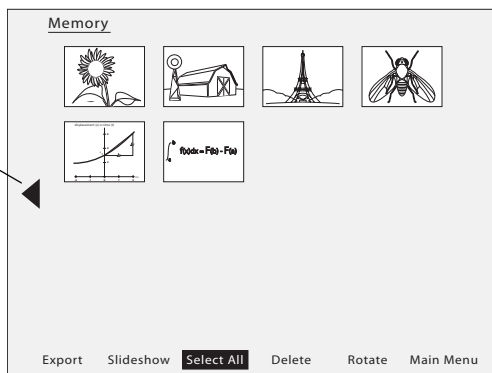 Memory
b
∫ f(x)dx = F(b) - F(a)
a
Export Slideshow Select All Delete Rotate Main Menu